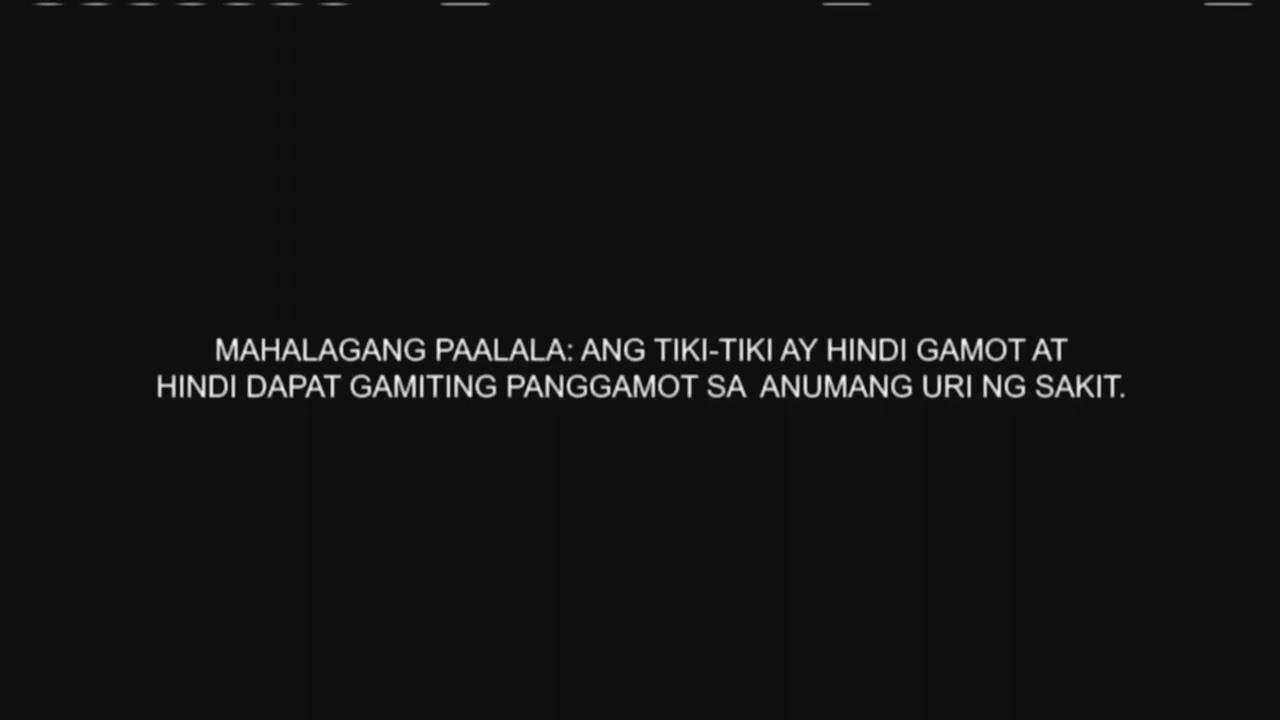 MAHALAGANG PAALALA: ANG TIKI-TIKI AY HINDI GAMOT AT
HINDI DAPAT GAMITING PANGGAMOT SA ANUMANG URI NG SAKIT.